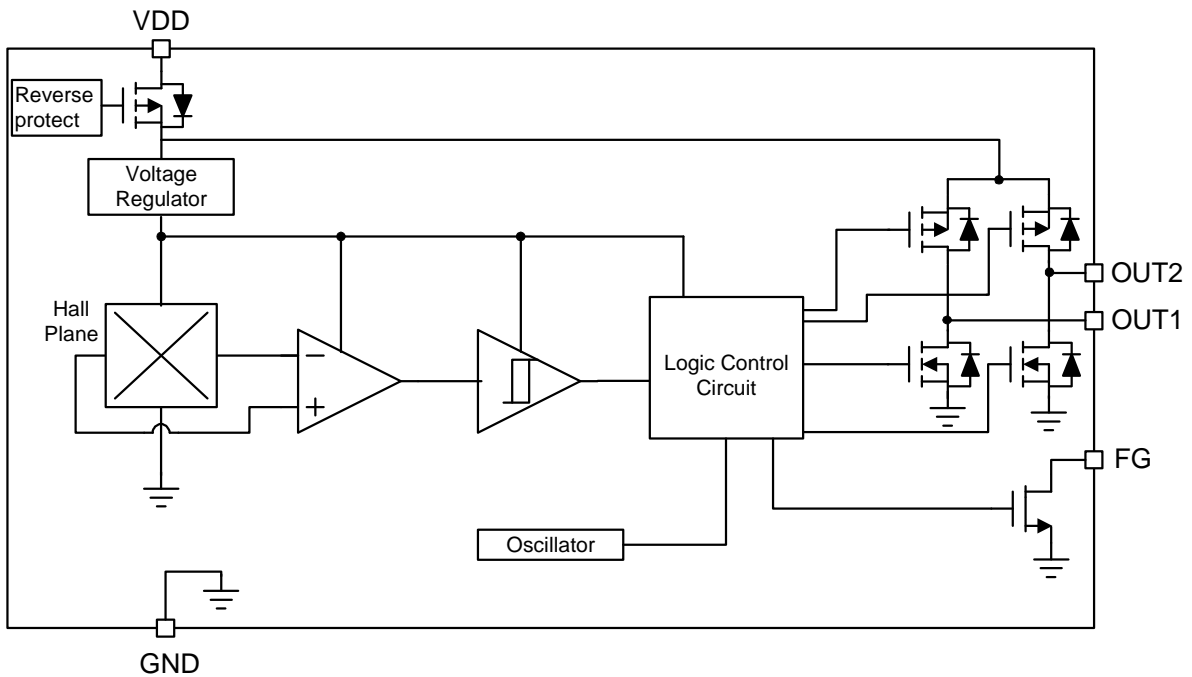 VDD
Reverse
protect
Voltage
Regulator
Hall
Plane
−
+
Logic Control
Circuit
OUT2
OUT1
FG
Oscillator
GND